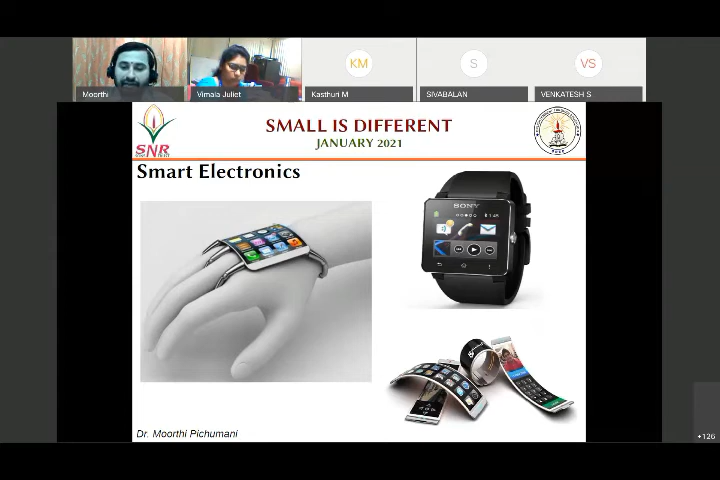 KM
S
VS
Moorthi
Vimala Juliet
Kasthuri M
SIVABALAN
VENKATESH S
SMALL IS DIFFERENT
JANUARY 2021
SNR
Smart Electronics
SONY
Dr. Moorthi Pichumani
+126